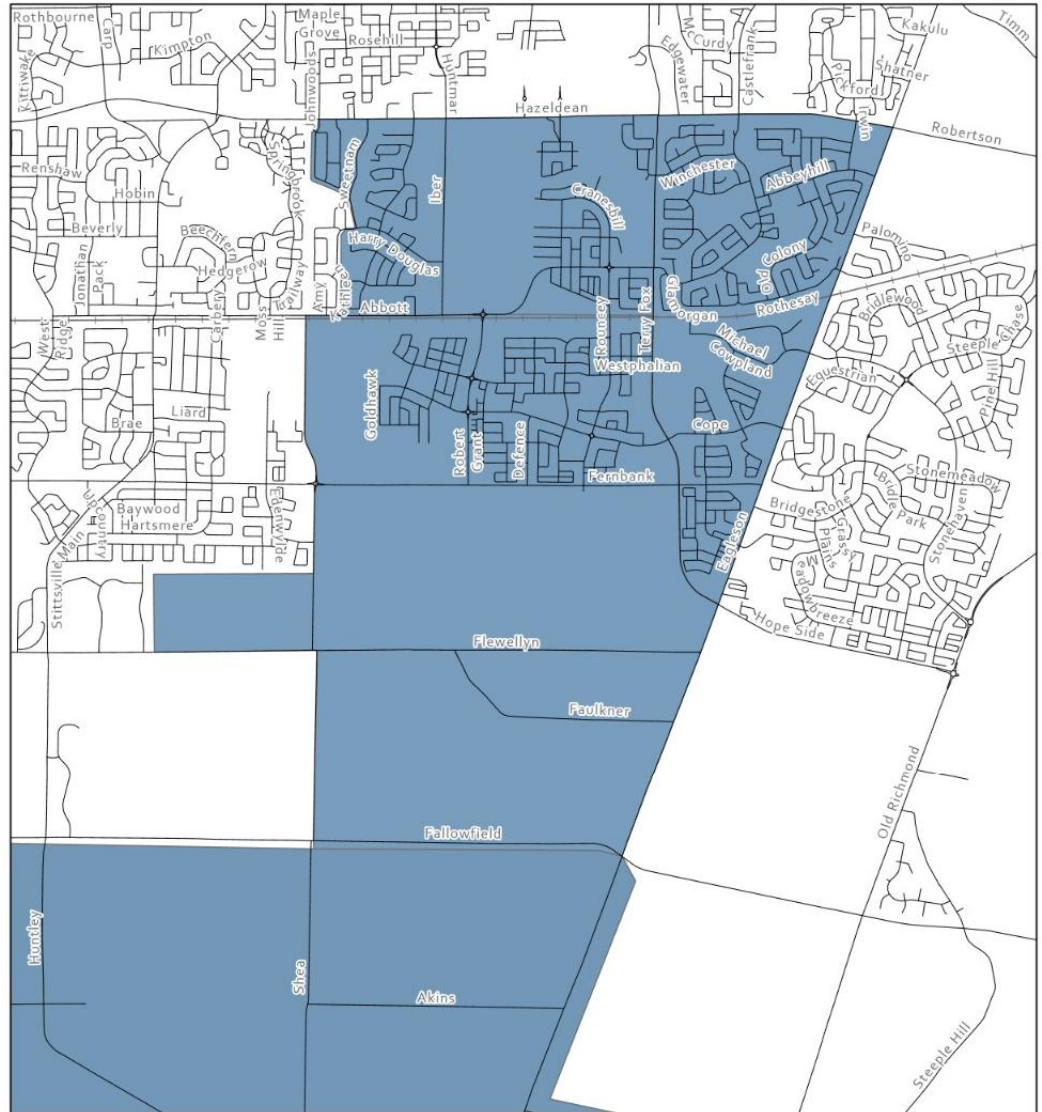 Rothbourne
Carp
Kimpton
Maple
Grove
Rosehill
Huntmar
McCurdy
Edgewater
Castlefrank
Kakulu
Shatner
Timm
Kittiwake
Johnwoods
Hazeldean
Irwin
Robertson
Renshaw
Hobin
Springbrook
Sweetnam
Iber
Cranesbill
Winchester
Abbeyhill
Beverly
Beechfern
Harry Douglas
Old
Colony
Palomino
Jonathan
Pack
Hedgerow
Carbery
Moss
Hill
Railway
Amy
Kathleen
Abbott
Glamorgan
Rothesay
Bridlewood
West
Ridge
Rouncey
Terry Fox
Michael
Cowpland
Steeple Chase
Westphalian
Equestrian
Pine Hill
Goldhawk
Brae
Liard
Robert
Grant
Defence
Cope
Fernbank
Stonemeadow
Upcountry
Baywood
Hartsmere
Edenwylde
Bridle
Park
Bridgestone
Grassy
Plains
Stonehaven
Eagleson
Meadowbreeze
Stittsville Main
Hope Side
Flewellyn
Faulkner
Old Richmond
Fallowfield
Huntley
Shea
Akins
Steeple Hill